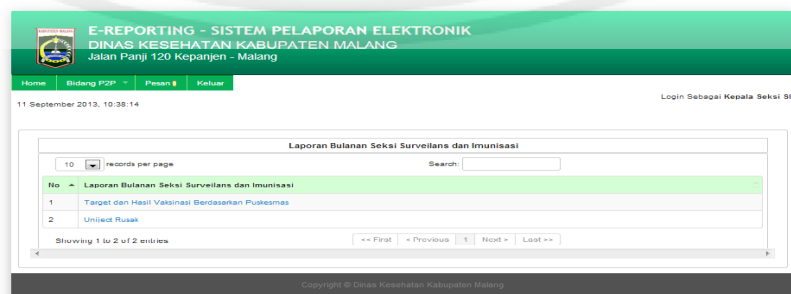 E-REPORTING - SISTEM PELAPORAN ELEKTRONIK
DINAS KESEHATAN KABUPATEN MALANG
Jalan Panji 120 Kepanjen - Malang
Home Bidang P2P Pesan Keluar
11 September 2013, 10:38:14
Login Sebagai Kepala Seksi SI
Laporan Bulanan Seksi Surveilans dan Imunisasi
10 records per page Search:
No Laporan Bulanan Seksi Surveilans dan Imunisasi
1 Target dan Hasil Vaksinasi Berdasarkan Puskesmas
2 Uniject Rusak
Showing 1 to 2 of 2 entries << First < Previous 1 Next > Last >>
Copyright © Dinas Kesehatan Kabupaten Malang